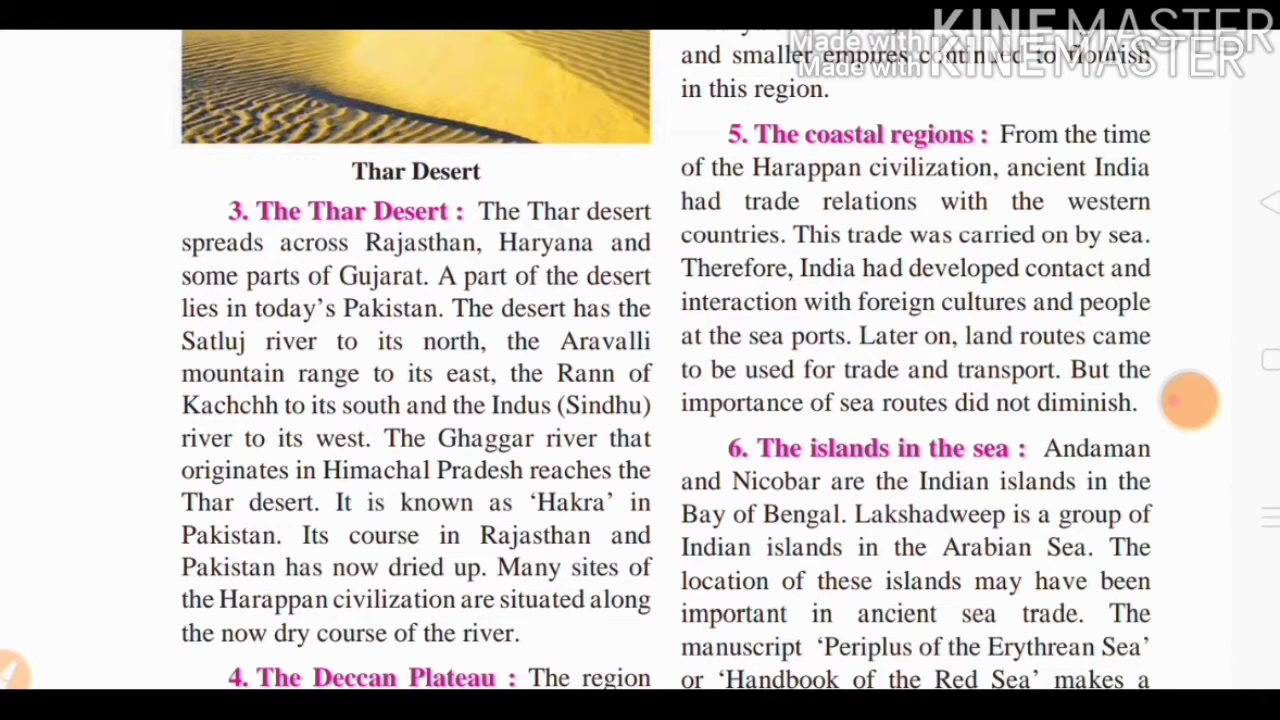 Thar Desert
3. The Thar Desert : The Thar desert
spreads across Rajasthan, Haryana and
some parts of Gujarat. A part of the desert
lies in today's Pakistan. The desert has the
Satluj river to its north, the Aravalli
mountain range to its east, the Rann of
Kachchh to its south and the Indus (Sindhu)
river to its west. The Ghaggar river that
originates in Himachal Pradesh reaches the
Thar desert. It is known as ‘Hakra’ in
Pakistan. Its course in Rajasthan and
Pakistan has now dried up. Many sites of
the Harappan civilization are situated along
the now dry course of the river.
4. The Deccan Plateau : The region
and smaller empires continued to flourish
in this region.
5. The coastal regions : From the time
of the Harappan civilization, ancient India
had trade relations with the western
countries. This trade was carried on by sea.
Therefore, India had developed contact and
interaction with foreign cultures and people
at the sea ports. Later on, land routes came
to be used for trade and transport. But the
importance of sea routes did not diminish.
6. The islands in the sea : Andaman
and Nicobar are the Indian islands in the
Bay of Bengal. Lakshadweep is a group of
Indian islands in the Arabian Sea. The
location of these islands may have been
important in ancient sea trade. The
manuscript ‘Periplus of the Erythrean Sea’
or ‘Handbook of the Red Sea’ makes a
Made with KINEMASTER
Made with KINEMASTER